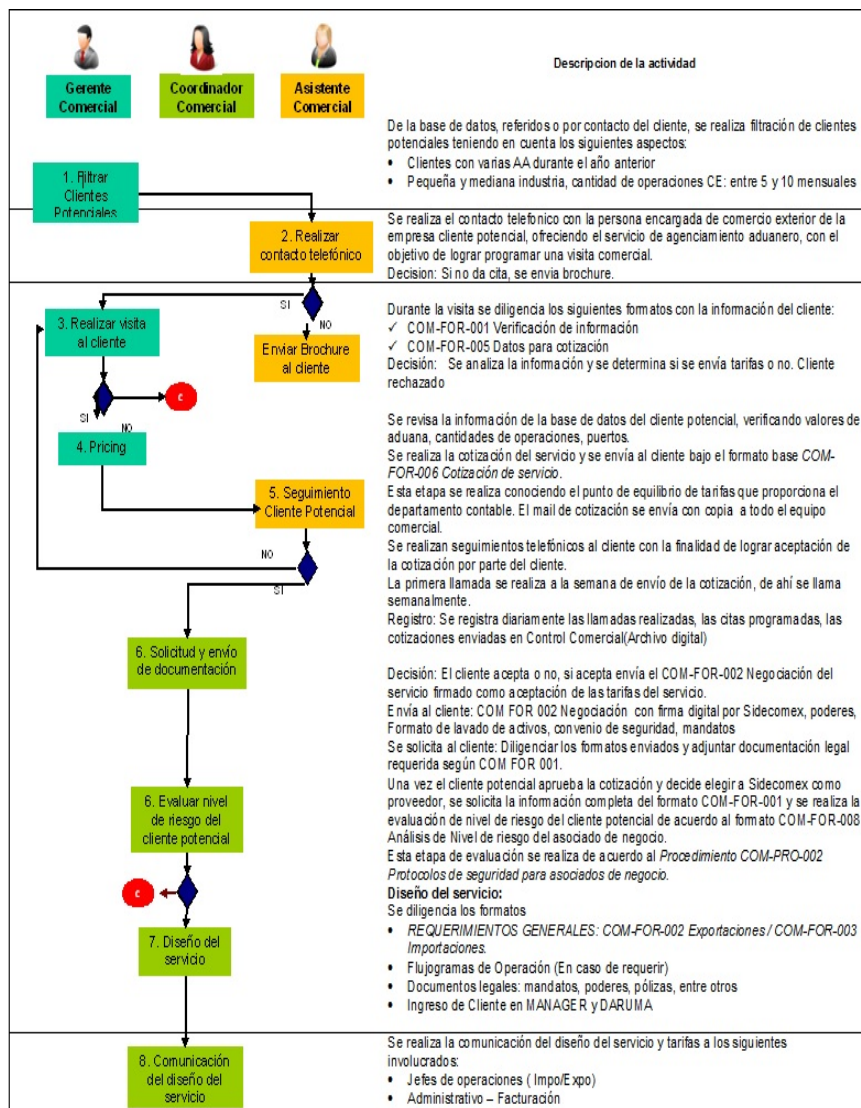 Gerente
Comercial
Coordinador
Comercial
Asistente
Comercial
Descripcion de la actividad
1. Filtrar
Clientes
Potenciales
De la base de datos, referidos o por contacto del cliente, se realiza filtración de clientes
potenciales teniendo en cuenta los siguientes aspectos:
• Clientes con varias AA durante el año anterior
• Pequeña y mediana industria, cantidad de operaciones CE: entre 5 y 10 mensuales
2. Realizar
contacto telefónico
Se realiza el contacto telefonico con la persona encargada de comercio exterior de la
empresa cliente potencial, ofreciendo el servicio de agenciamiento aduanero, con el
objetivo de lograr programar una visita comercial.
Decision: Si no da cita, se envia brochure.
SI
NO
3. Realizar visita
al cliente
Enviar Brochure
al cliente
c
SI
NO
4. Pricing
5. Seguimiento
Cliente Potencial
NO
SI
Durante la visita se diligencia los siguientes formatos con la información del cliente:
✓ COM-FOR-001 Verificación de información
✓ COM-FOR-005 Datos para cotización
Decisión: Se analiza la información y se determina si se envía tarifas o no. Cliente
rechazado
Se revisa la información de la base de datos del cliente potencial, verificando valores de
aduana, cantidades de operaciones, puertos.
Se realiza la cotización del servicio y se envía al cliente bajo el formato base COM-
FOR-006 Cotización de servicio.
Esta etapa se realiza conociendo el punto de equilibrio de tarifas que proporciona el
departamento contable. El mail de cotización se envía con copia a todo el equipo
comercial.
Se realizan seguimientos telefónicos al cliente con la finalidad de lograr aceptación de
la cotización por parte del cliente.
La primera llamada se realiza a la semana de envío de la cotización, de ahí se llama
semanalmente.
Registro: Se registra diariamente las llamadas realizadas, las citas programadas, las
cotizaciones enviadas en Control Comercial(Archivo digital)
6. Solicitud y envío
de documentación
Decisión: El cliente acepta o no, si acepta envía el COM-FOR-002 Negociación del
servicio firmado como aceptación de las tarifas del servicio.
Envía al cliente: COM FOR 002 Negociación con firma digital por Sidecomex, poderes,
Formato de lavado de activos, convenio de seguridad, mandatos
Se solicita al cliente: Diligenciar los formatos enviados y adjuntar documentación legal
requerida según COM FOR 001.
6. Evaluar nivel
de riesgo del
cliente potencial
Una vez el cliente potencial aprueba la cotización y decide elegir a Sidecomex como
proveedor, se solicita la información completa del formato COM-FOR-001 y se realiza la
evaluación de nivel de riesgo del cliente potencial de acuerdo al formato COM-FOR-008
Análisis de Nivel de riesgo del asociado de negocio.
Esta etapa de evaluación se realiza de acuerdo al Procedimiento COM-PRO-002
Protocolos de seguridad para asociados de negocio.
c
7. Diseño del
servicio
Diseño del servicio:
Se diligencia los formatos
• REQUERIMIENTOS GENERALES: COM-FOR-002 Exportaciones / COM-FOR-003
Importaciones.
• Flujogramas de Operación (En caso de requerir)
• Documentos legales: mandatos, poderes, pólizas, entre otros
• Ingreso de Cliente en MANAGER y DARUMA
8. Comunicación
del diseño del
servicio
Se realiza la comunicación del diseño del servicio y tarifas a los siguientes
involucrados:
• Jefes de operaciones ( Impo/Expo)
• Administrativo – Facturación